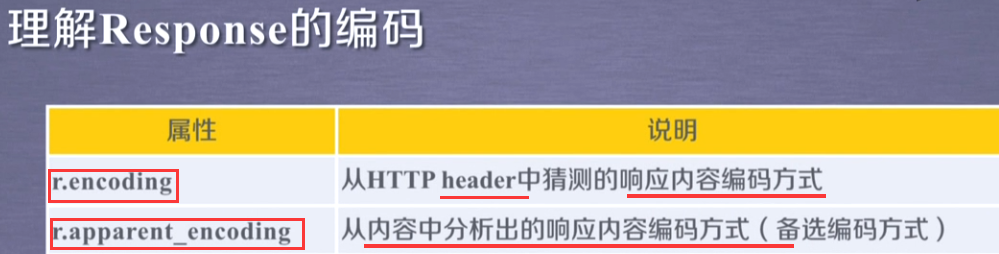 理解Response的编码
属性 说明
r.encoding 从HTTP header中猜测的响应内容编码方式
r.apparent_encoding 从内容中分析出的响应内容编码方式（备选编码方式）